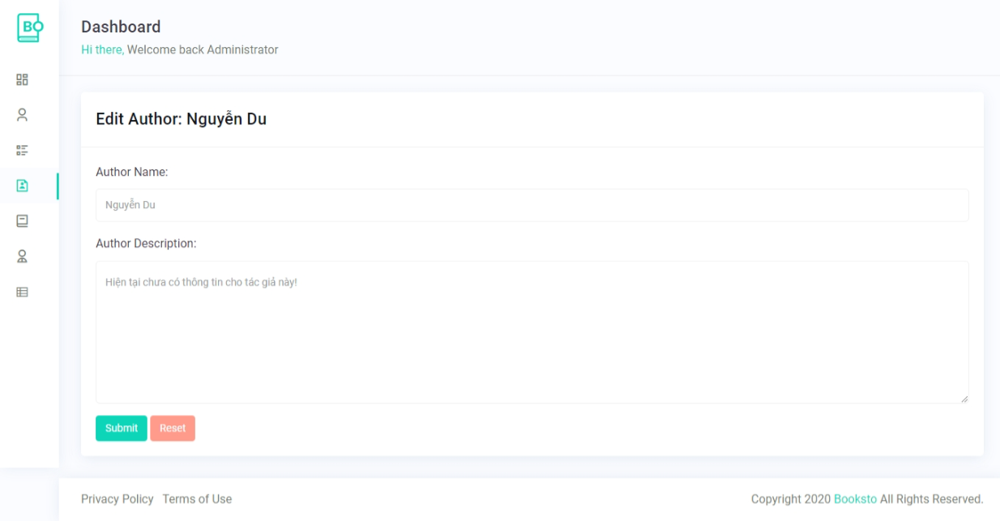 BO
Dashboard
Hi there, Welcome back Administrator
Edit Author: Nguyễn Du
Author Name:
Nguyễn Du
Author Description:
Hiện tại chưa có thông tin cho tác giả này!
Submit Reset
Privacy Policy Terms of Use Copyright 2020 Booksto All Rights Reserved.